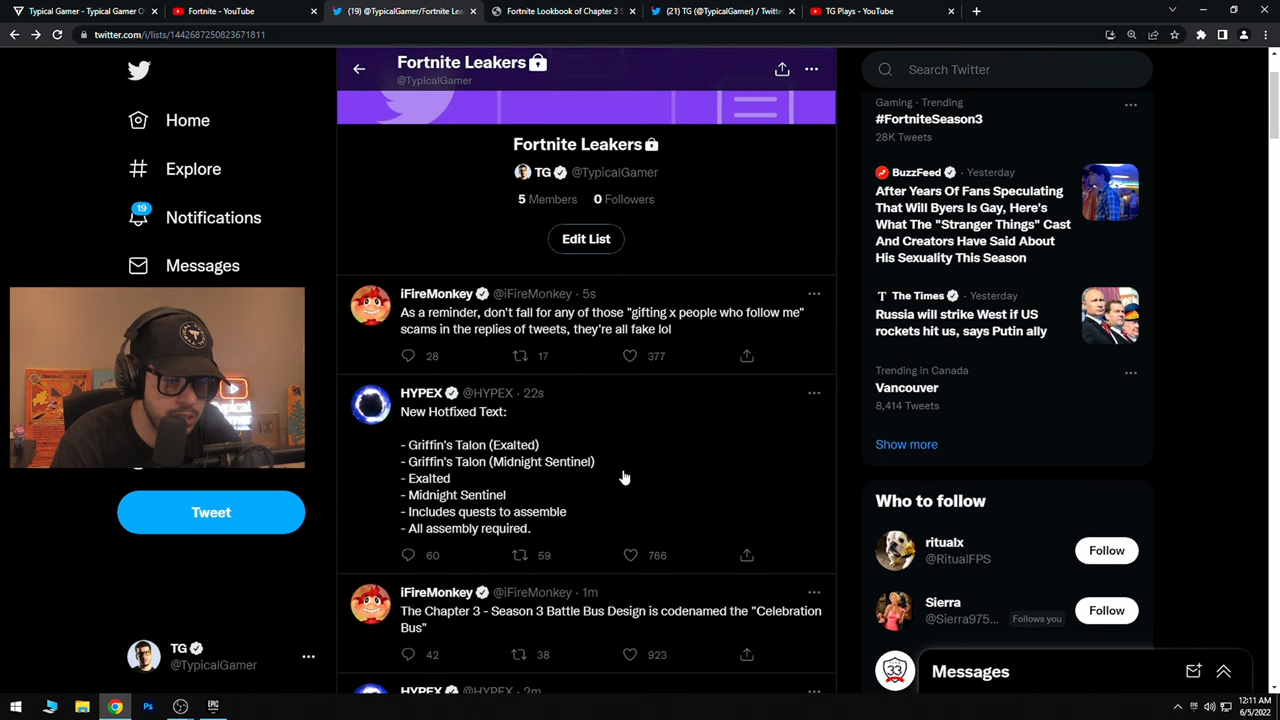 Typical Gamer - Typical Gamer O
Fortnite - YouTube
(19) @TypicalGamer/Fortnite Lea
Fortnite Lookbook of Chapter 3 S
(21) TG (@TypicalGamer) / Twitte
TG Plays - YouTube
twitter.com/i/lists/1442687250823671811
Fortnite Leakers
@TypicalGamer
Search Twitter
Home
Explore
19
Notifications
Messages
Tweet
TG
@TypicalGamer
Fortnite Leakers
TG @TypicalGamer
5 Members 0 Followers
Edit List
iFireMonkey @iFireMonkey · 5s
As a reminder, don't fall for any of those "gifting x people who follow me"
scams in the replies of tweets, they're all fake lol
28 17 377
HYPEX @HYPEX · 22s
New Hotfixed Text:
- Griffin's Talon (Exalted)
- Griffin's Talon (Midnight Sentinel)
- Exalted
- Midnight Sentinel
- Includes quests to assemble
- All assembly required.
60 59 766
iFireMonkey @iFireMonkey · 1m
The Chapter 3 - Season 3 Battle Bus Design is codenamed the "Celebration
Bus"
42 38 923
HYPEX @HYPEX · 2m
Gaming · Trending
#FortniteSeason3
28K Tweets
BuzzFeed · Yesterday
After Years Of Fans Speculating
That Will Byers Is Gay, Here's
What The "Stranger Things" Cast
And Creators Have Said About
His Sexuality This Season
The Times · Yesterday
Russia will strike West if US
rockets hit us, says Putin ally
Trending in Canada
Vancouver
8,414 Tweets
Show more
Who to follow
ritualx
@RitualFPS
Follow
Sierra
@Sierra975... Follows you
Follow
33
Messages
12:11 AM
6/5/2022